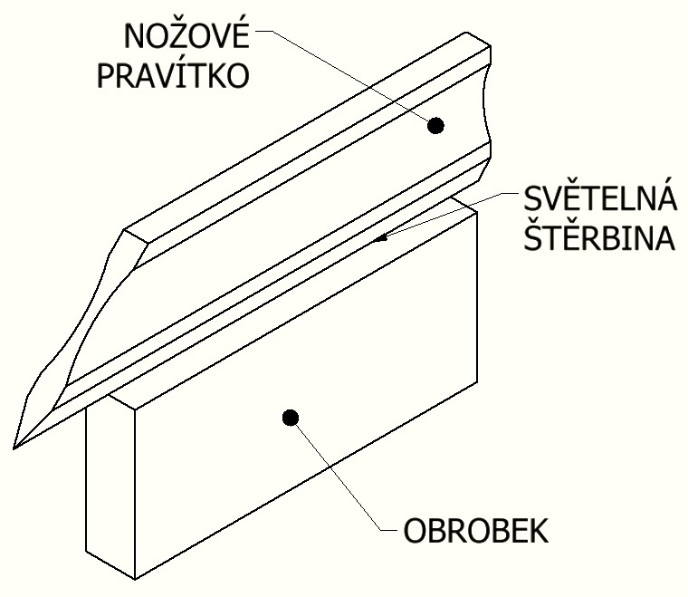 NOŽOVÉ
PRAVÍTKO
SVĚTELNÁ
ŠTĚRBINA
OBROBEK